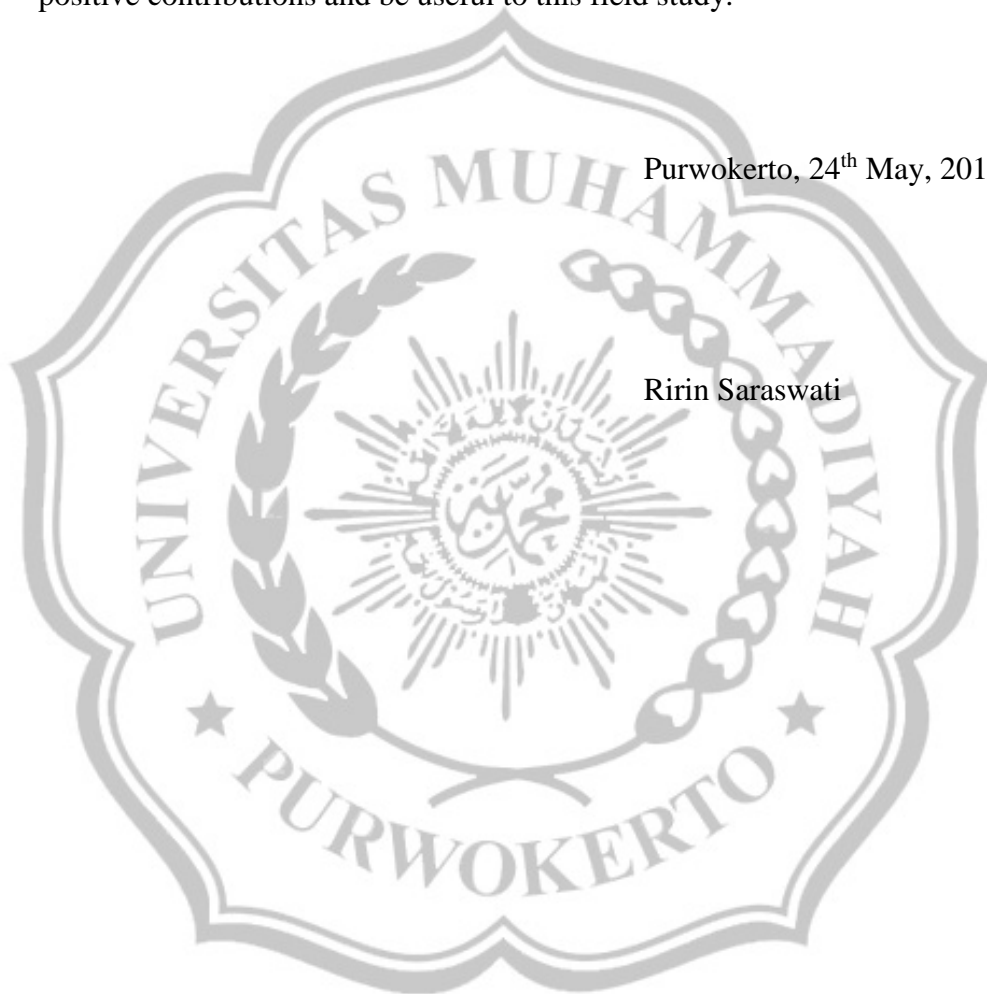 positive contributions and be useful to this field study.
Purwokerto, 24th May, 201
Ririn Saraswati
UNIVERSITAS MUHAMMADIYAH
PURWOKERTO